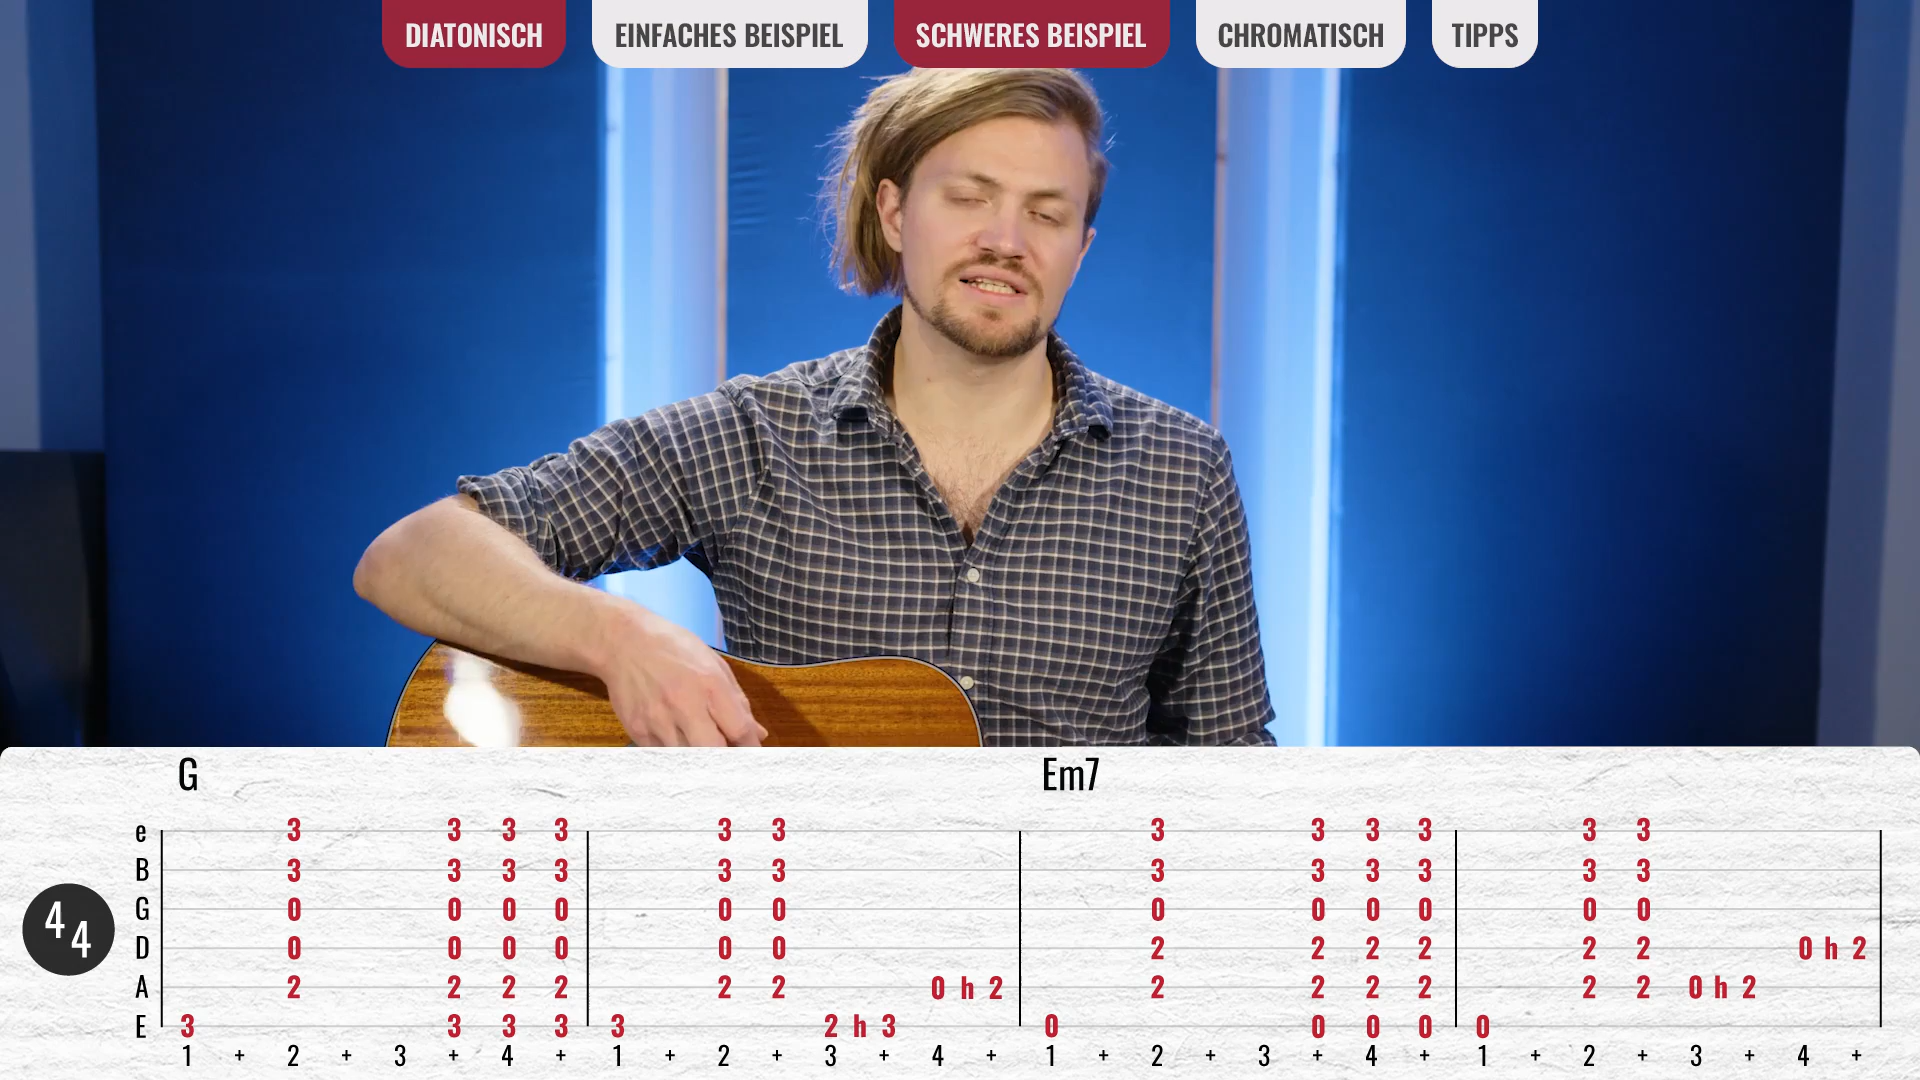 DIATONISCH EINFACHES BEISPIEL SCHWERES BEISPIEL CHROMATISCH TIPPS
G Em7
e 3 3 3 3 3 3 3 3 3 3 3 3
B 3 3 3 3 3 3 3 3 3 3 3 3
G 0 0 0 0 0 0 0 0 0 0 0 0
D 0 0 0 0 0 0 2 2 2 2 2 2 0 h 2
A 2 2 2 2 2 2 0 h 2 2 2 2 2 2 2 0 h 2
E 3 3 3 3 3 2 h 3 0 0 0 0 0
4 4
1 + 2 + 3 + 4 + 1 + 2 + 3 + 4 + 1 + 2 + 3 + 4 + 1 + 2 + 3 + 4 +